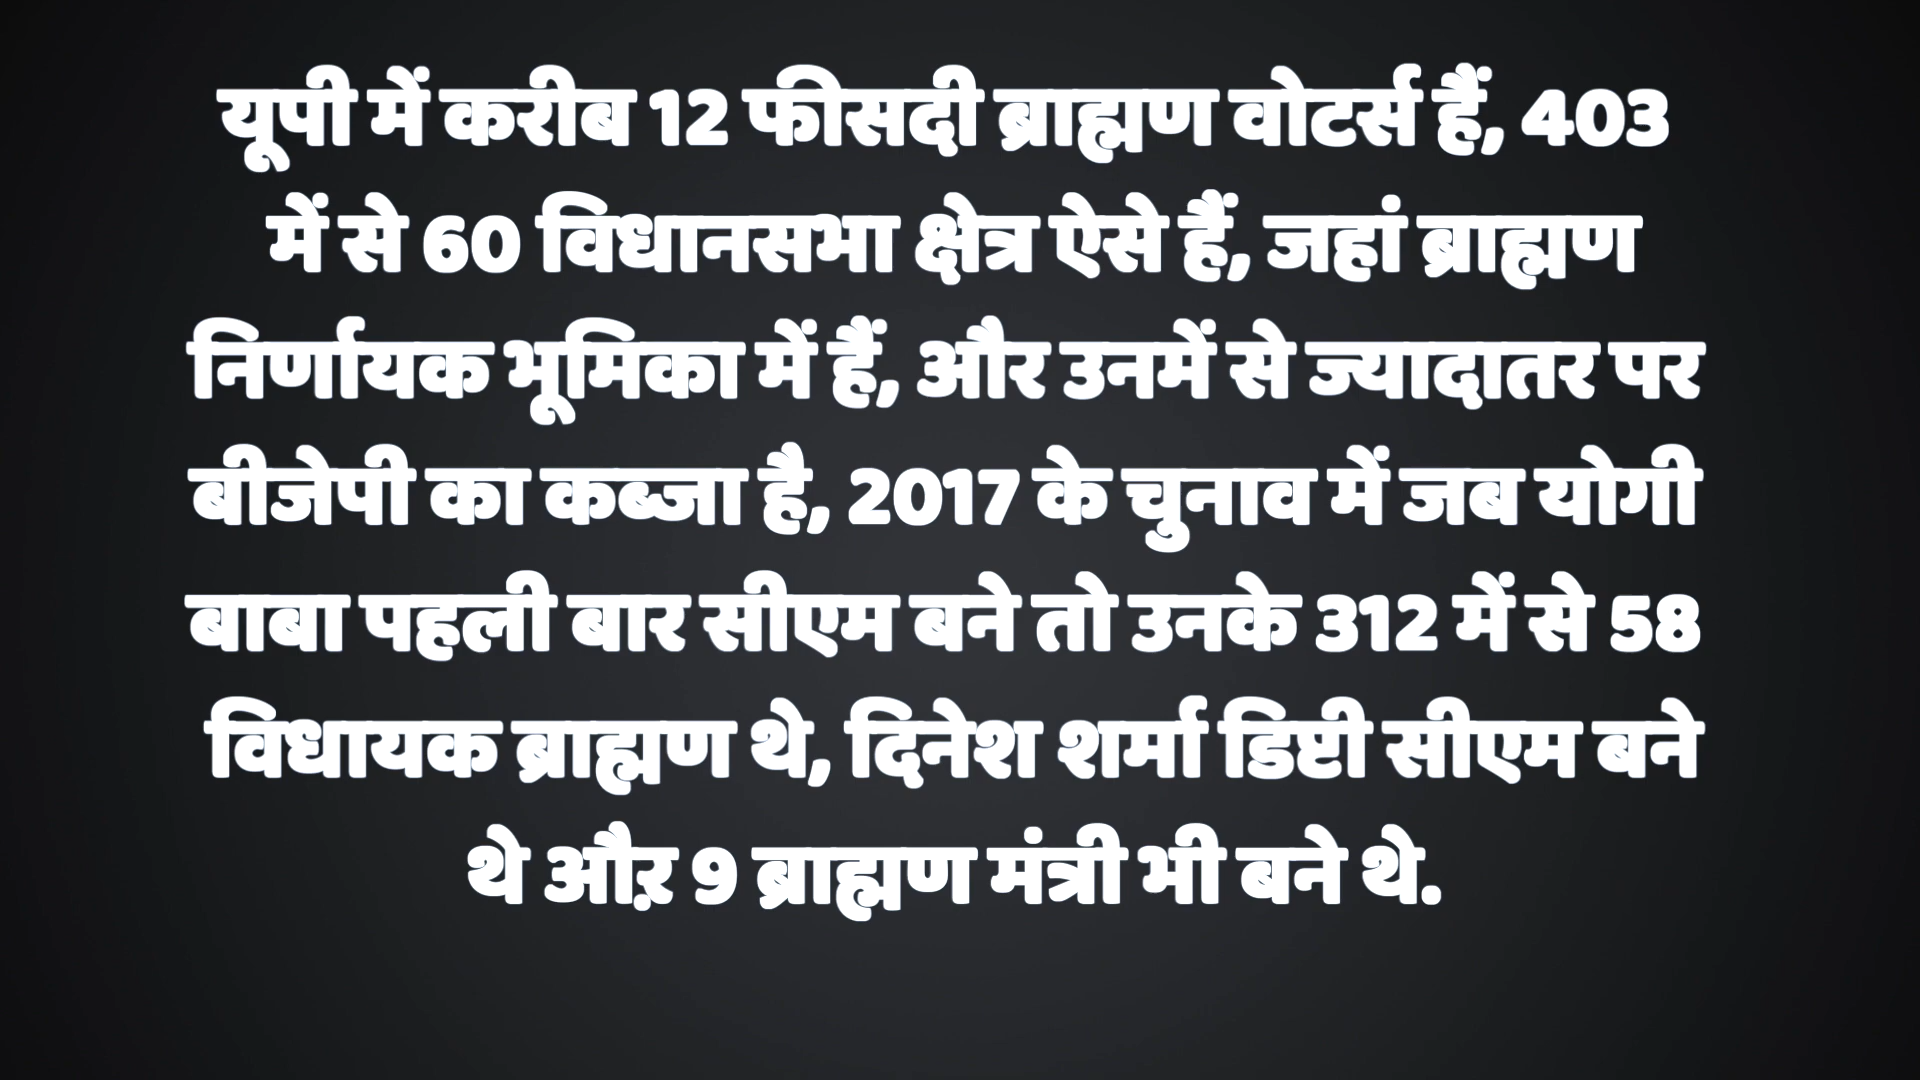 यूपी में करीब 12 फीसदी ब्राह्मण वोटर्स हैं, 403
में से 60 विधानसभा क्षेत्र ऐसे हैं, जहां ब्राह्मण
निर्णायक भूमिका में हैं, और उनमें से ज्यादातर पर
बीजेपी का कब्जा है, 2017 के चुनाव में जब योगी
बाबा पहली बार सीएम बने तो उनके 312 में से 58
विधायक ब्राह्मण थे, दिनेश शर्मा डिप्टी सीएम बने
थे औऱ 9 ब्राह्मण मंत्री भी बने थे.